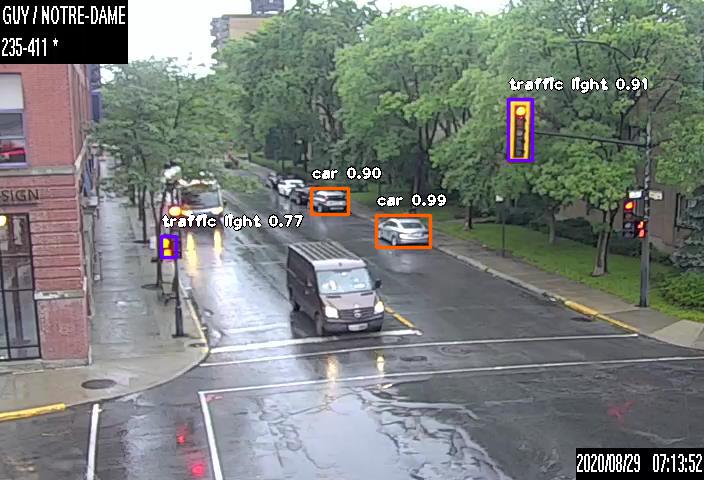 GUY / NOTRE-DAME
235-411 *
traffic light 0.91
car 0.90
car 0.99
SIGN
traffic light 0.77
2020/08/29 07:13:52